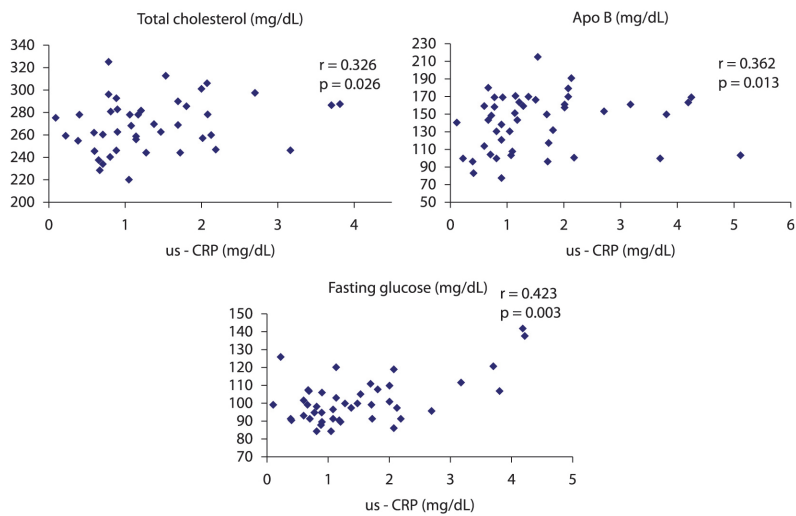 Total cholesterol (mg/dL)
r = 0.326
p = 0.026
340
320
300
280
260
240
220
200
0 1 2 3 4
us - CRP (mg/dL)
Apo B (mg/dL)
r = 0.362
p = 0.013
230
210
190
170
150
130
110
90
70
50
0 1 2 3 4 5 6
us - CRP (mg/dL)
Fasting glucose (mg/dL)
r = 0.423
p = 0.003
150
140
130
120
110
100
90
80
70
0 1 2 3 4 5
us - CRP (mg/dL)